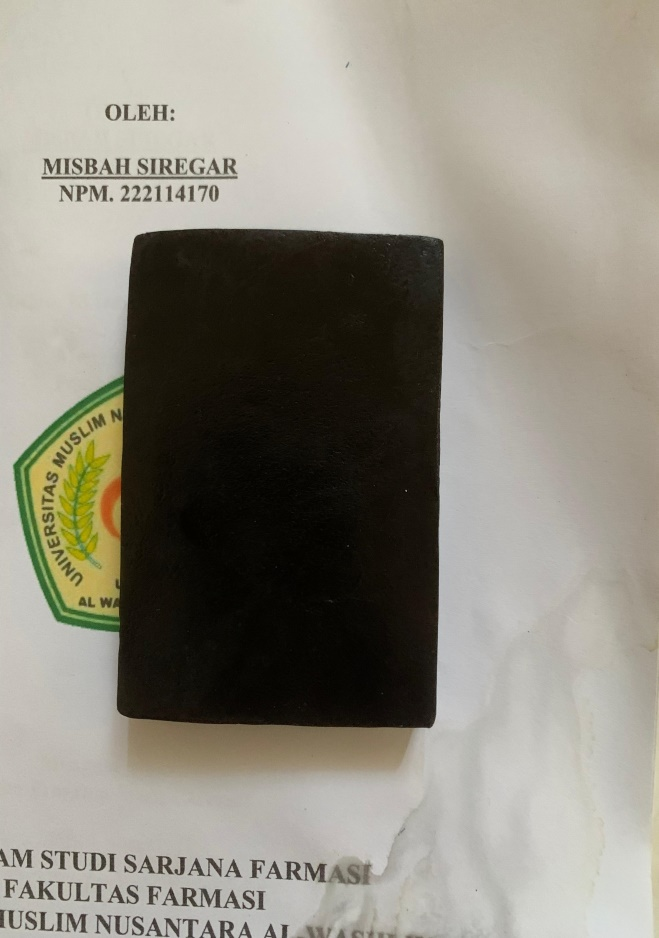 OLEH:
MISBAH SIREGAR
NPM. 222114170
UNIVERSITAS MUSLIM N
U
AL WA
AM STUDI SARJANA FARMASI
FAKULTAS FARMASI
MUSLIM NUSANTARA AL